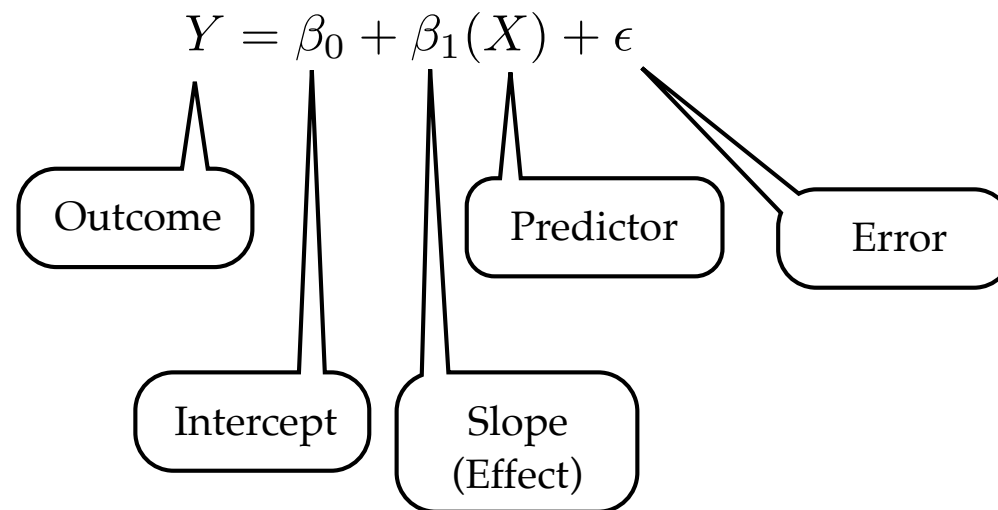 Y = β₀ + β₁(X) + ϵ
Outcome
Predictor
Error
Intercept
Slope
(Effect)